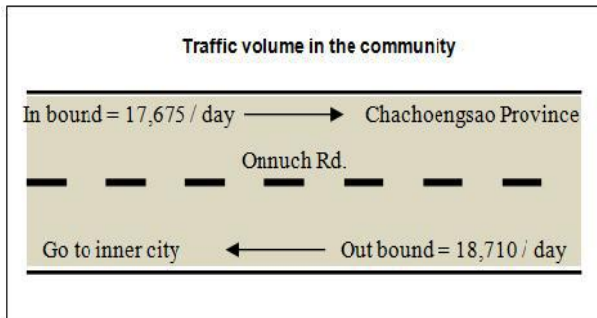 Traffic volume in the community
In bound = 17,675 / day Chachoengsao Province
Onnuch Rd.
Go to inner city Out bound = 18,710 / day